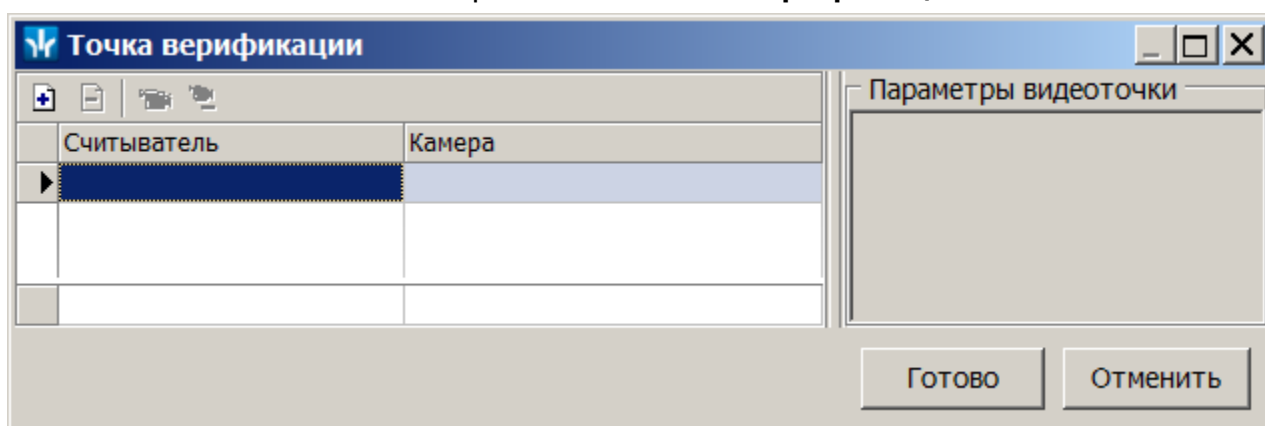 Точка верификации
Параметры видеоточки
Считыватель Камера
Готово Отменить